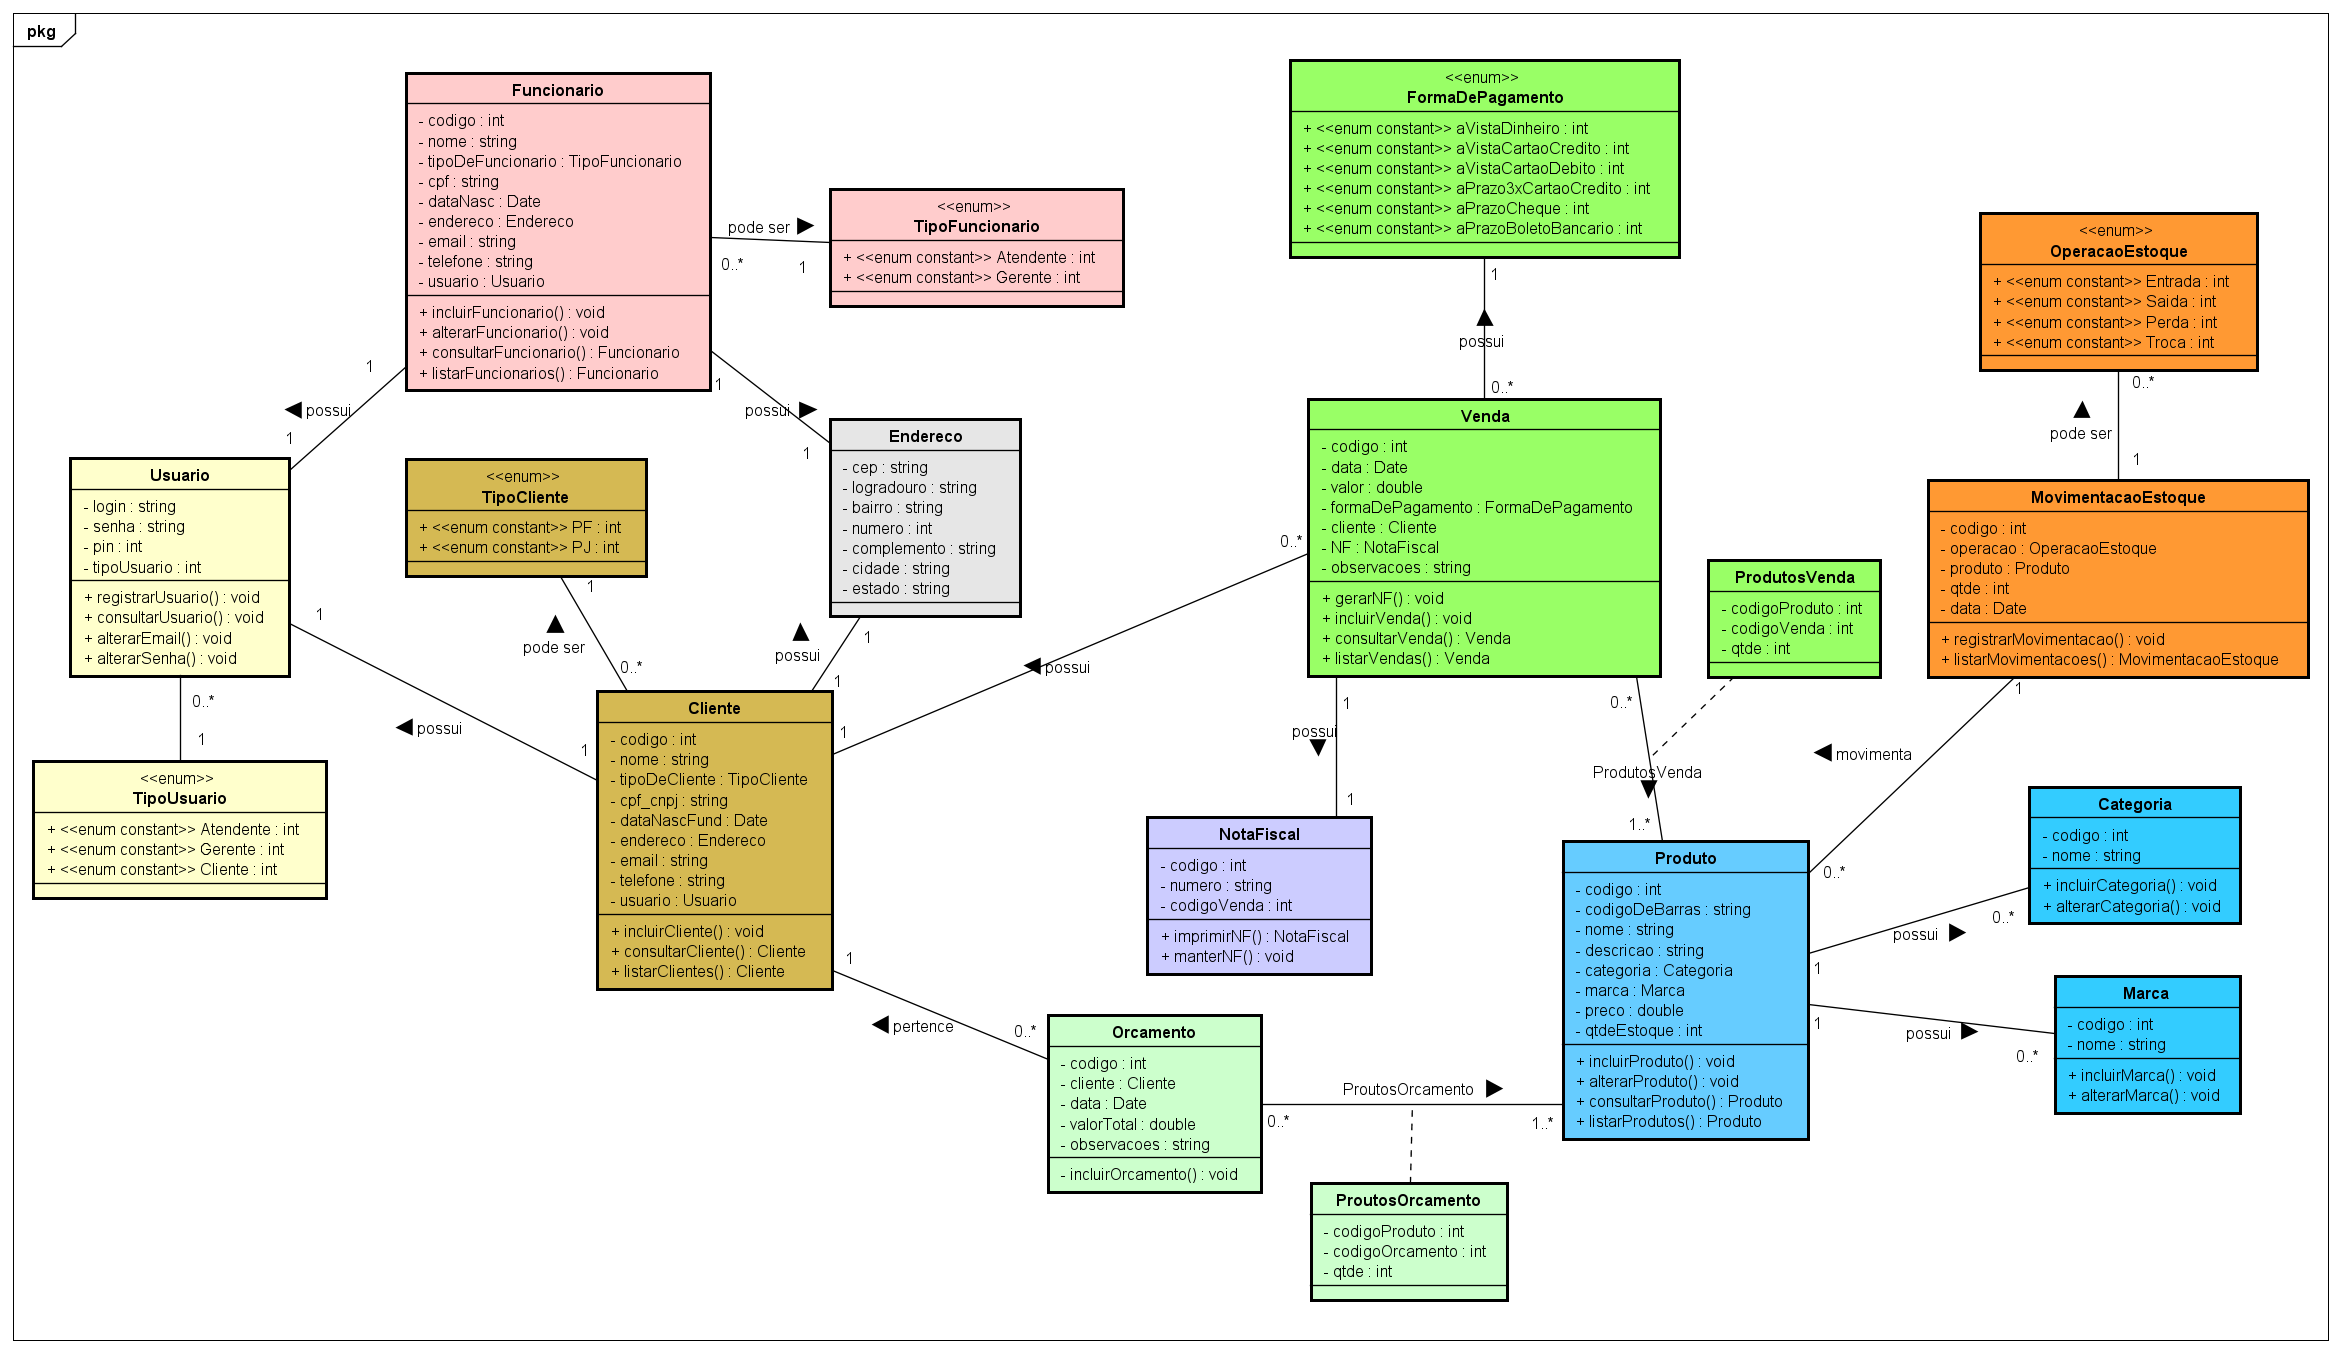 pkg
Funcionario
- codigo : int
- nome : string
- tipoDeFuncionario : TipoFuncionario
- cpf : string
- dataNasc : Date
- endereco : Endereco
- email : string
- telefone : string
- usuario : Usuario
+ incluirFuncionario() : void
+ alterarFuncionario() : void
+ consultarFuncionario() : Funcionario
+ listarFuncionarios() : Funcionario
pode ser
0..*
1
<<enum>>
TipoFuncionario
+ <<enum constant>> Atendente : int
+ <<enum constant>> Gerente : int
<<enum>>
FormaDePagamento
+ <<enum constant>> aVistaDinheiro : int
+ <<enum constant>> aVistaCartaoCredito : int
+ <<enum constant>> aVistaCartaoDebito : int
+ <<enum constant>> aPrazo3xCartaoCredito : int
+ <<enum constant>> aPrazoCheque : int
+ <<enum constant>> aPrazoBoletoBancario : int
1
possui
0..*
<<enum>>
OperacaoEstoque
+ <<enum constant>> Entrada : int
+ <<enum constant>> Saida : int
+ <<enum constant>> Perda : int
+ <<enum constant>> Troca : int
0..*
pode ser
1
1
possui
1
1
possui
1
Usuario
- login : string
- senha : string
- pin : int
- tipoUsuario : int
+ registrarUsuario() : void
+ consultarUsuario() : void
+ alterarEmail() : void
+ alterarSenha() : void
<<enum>>
TipoCliente
+ <<enum constant>> PF : int
+ <<enum constant>> PJ : int
Endereco
- cep : string
- logradouro : string
- bairro : string
- numero : int
- complemento : string
- cidade : string
- estado : string
Venda
- codigo : int
- data : Date
- valor : double
- formaDePagamento : FormaDePagamento
- cliente : Cliente
- NF : NotaFiscal
- observacoes : string
+ gerarNF() : void
+ incluirVenda() : void
+ consultarVenda() : Venda
+ listarVendas() : Venda
ProdutosVenda
- codigoProduto : int
- codigoVenda : int
- qtde : int
MovimentacaoEstoque
- codigo : int
- operacao : OperacaoEstoque
- produto : Produto
- qtde : int
- data : Date
+ registrarMovimentacao() : void
+ listarMovimentacoes() : MovimentacaoEstoque
1
pode ser
0..*
1
possui
1
0..*
possui
1
1
possui
1
0..*
1
<<enum>>
TipoUsuario
+ <<enum constant>> Atendente : int
+ <<enum constant>> Gerente : int
+ <<enum constant>> Cliente : int
Cliente
- codigo : int
- nome : string
- tipoDeCliente : TipoCliente
- cpf_cnpj : string
- dataNascFund : Date
- endereco : Endereco
- email : string
- telefone : string
- usuario : Usuario
+ incluirCliente() : void
+ consultarCliente() : Cliente
+ listarClientes() : Cliente
1
possui
1
0..*
ProdutosVenda
1..*
1
movimenta
0..*
NotaFiscal
- codigo : int
- numero : string
- codigoVenda : int
+ imprimirNF() : NotaFiscal
+ manterNF() : void
Produto
- codigo : int
- codigoDeBarras : string
- nome : string
- descricao : string
- categoria : Categoria
- marca : Marca
- preco : double
- qtdeEstoque : int
+ incluirProduto() : void
+ alterarProduto() : void
+ consultarProduto() : Produto
+ listarProdutos() : Produto
Categoria
- codigo : int
- nome : string
+ incluirCategoria() : void
+ alterarCategoria() : void
0..*
possui
1
Marca
- codigo : int
- nome : string
+ incluirMarca() : void
+ alterarMarca() : void
1
possui
0..*
1
pertence
0..*
Orcamento
- codigo : int
- cliente : Cliente
- data : Date
- valorTotal : double
- observacoes : string
- incluirOrcamento() : void
ProutosOrcamento
0..*
1..*
ProutosOrcamento
- codigoProduto : int
- codigoOrcamento : int
- qtde : int